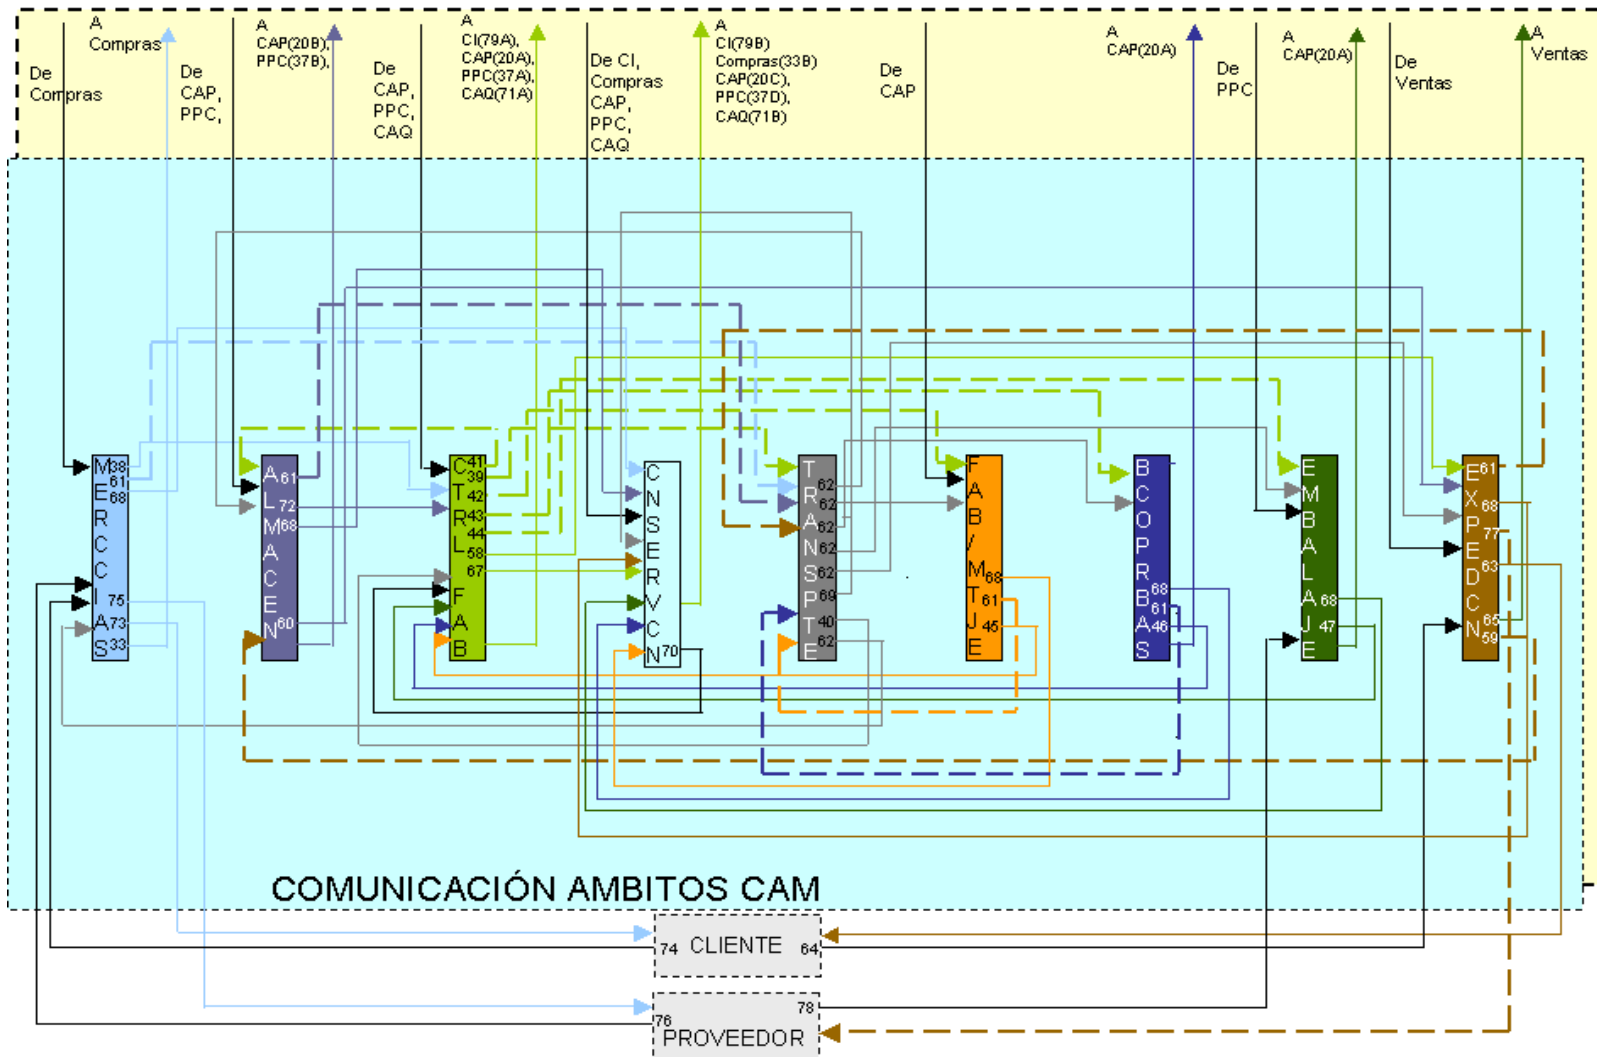 A
Compras
De
Compras
De
CAP,
PPC,
A
CAP(20B),
PPC(37B),
De
CAP,
PPC,
CAQ
A
CI(79A),
CAP(20A),
PPC(37A),
CAQ(71A)
De CI,
Compras
CAP,
PPC,
CAQ
A
CI(79B)
Compras(33B)
CAP(20C),
PPC(37D),
CAQ(71B)
De
CAP
A
CAP(20A)
De
PPC
A
CAP(20A)
De
Ventas
A
Ventas
MERCCIAS
38
61
68
75
73
33
ALMACEN
61
72
68
60
CTRL FAB
41
39
42
43
44
58
67
CNSERVCN
70
TRANSPTE
62
62
62
62
62
69
40
62
FAB/MTJE
68
61
45
BCOPRBAS
68
61
46
EMBALAJE
68
47
EXPEDCN
61
68
77
63
65
59
COMUNICACIÓN AMBITOS CAM
74 CLIENTE 64
78
76
PROVEEDOR